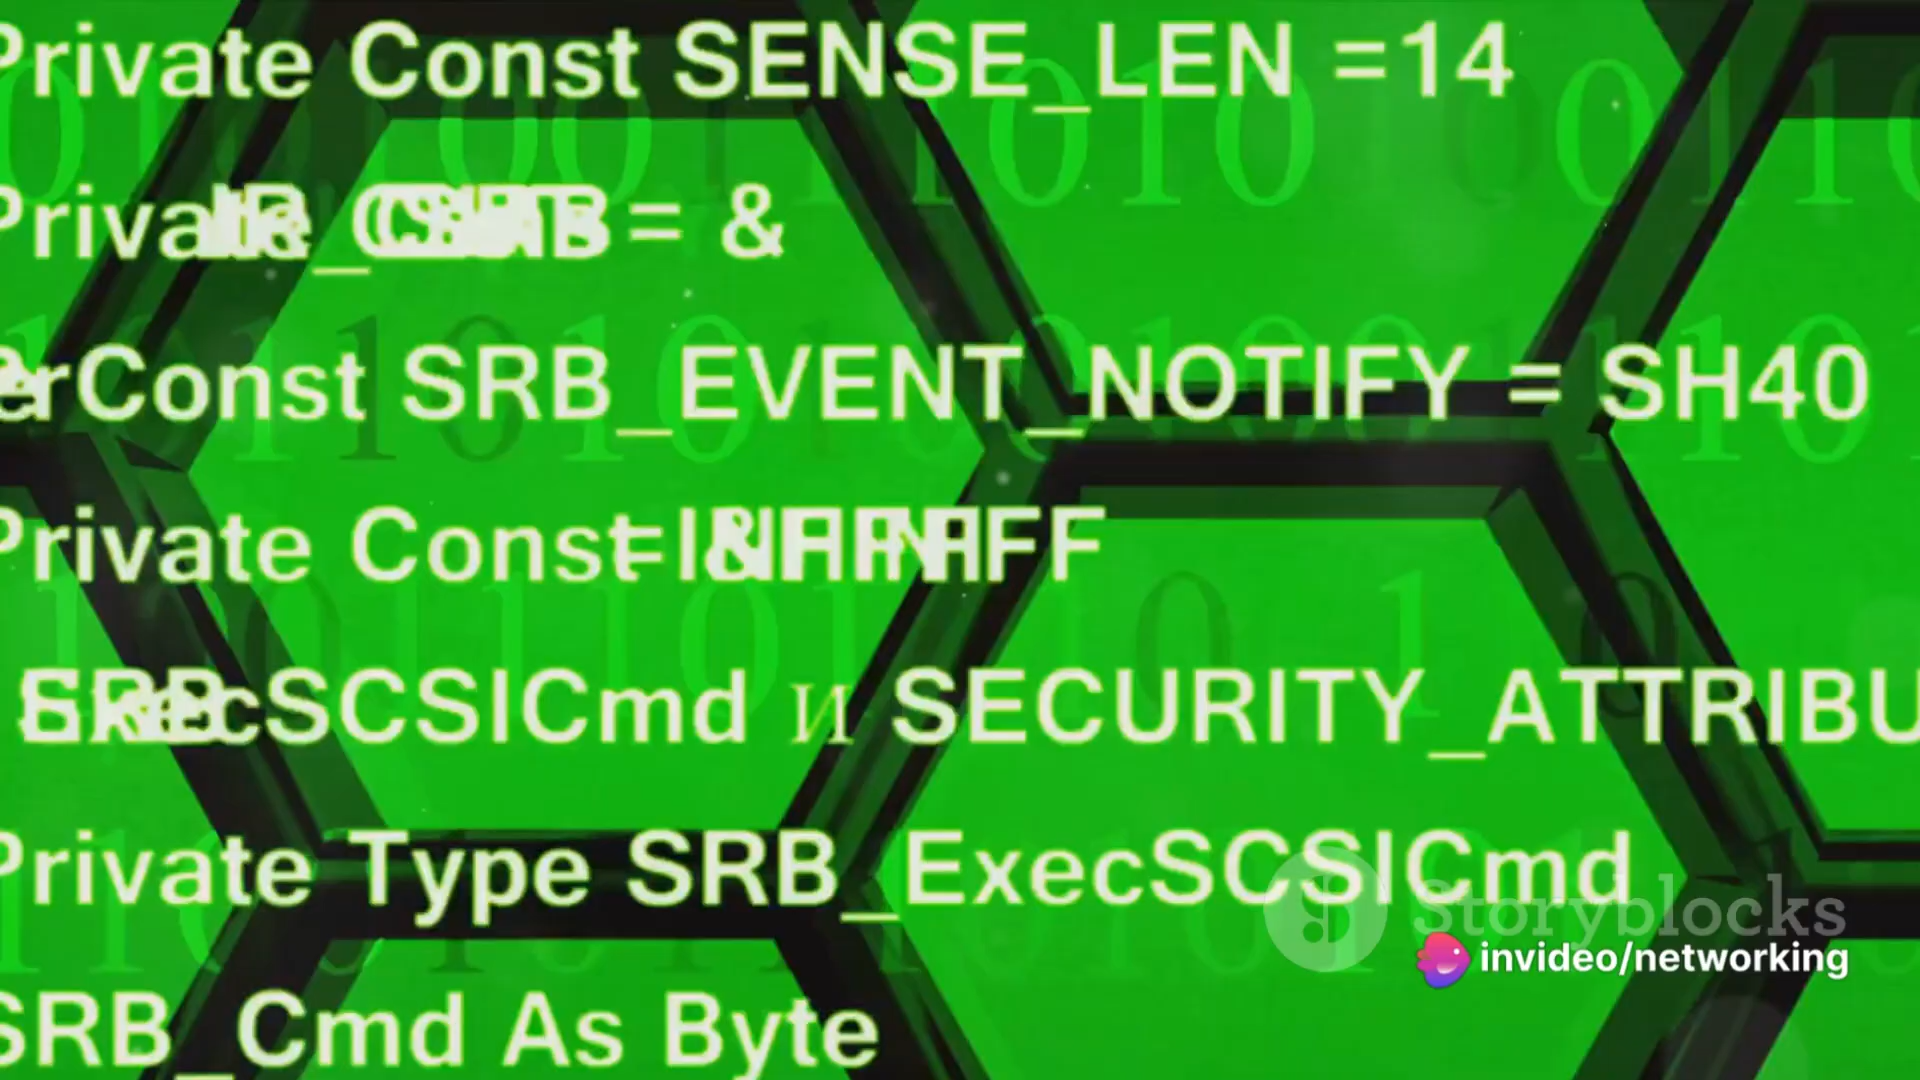 Private Const SENSE_LEN =14
Private = &
Const SRB_EVENT_NOTIFY = SH40
Private Const
SCSICmd И SECURITY_ATTRIBU
Private Type SRB_ExecSCSICmd
Storyblocks
invideo/networking
SRB_Cmd As Byte